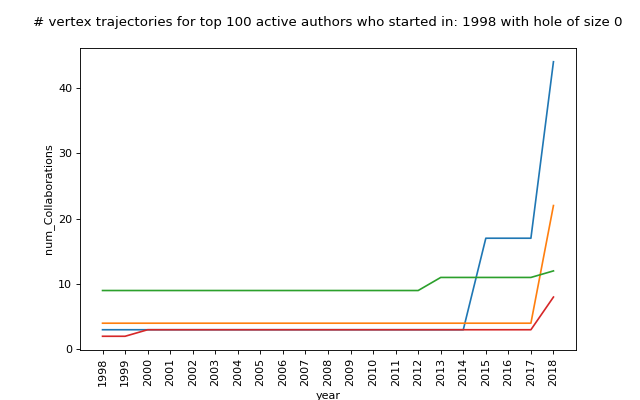 # vertex trajectories for top 100 active authors who started in: 1998 with hole of size 0
num_Collaborations
40
30
20
10
0
1998 1999 2000 2001 2002 2003 2004 2005 2006 2007 2008 2009 2010 2011 2012 2013 2014 2015 2016 2017 2018
year